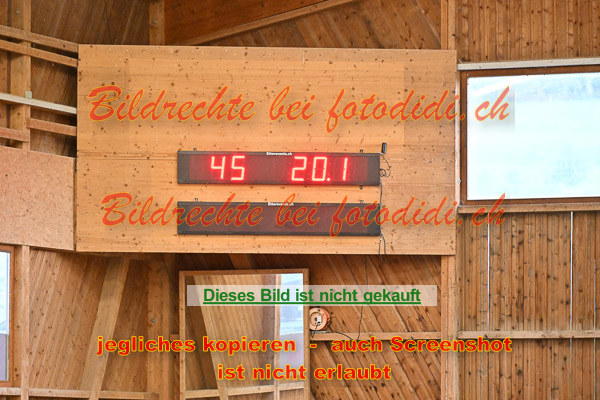 Bildrechte bei fotodidi.ch
45 20.1
Bildrechte bei fotodidi.ch
Dieses Bild ist nicht gekauft
jegliches kopieren - auch Screenshot
ist nicht erlaubt